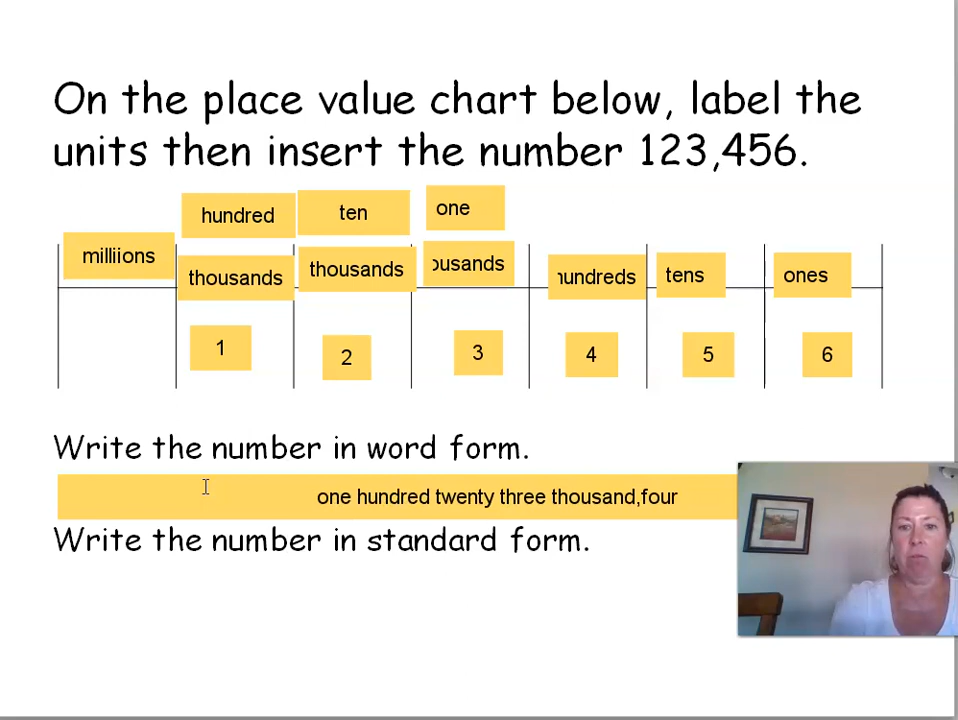 On the place value chart below, label the
units then insert the number 123,456.
hundred ten one
milliions thousands thousands ousands hundreds tens ones
1 2 3 4 5 6
Write the number in word form.
one hundred twenty three thousand,four
Write the number in standard form.